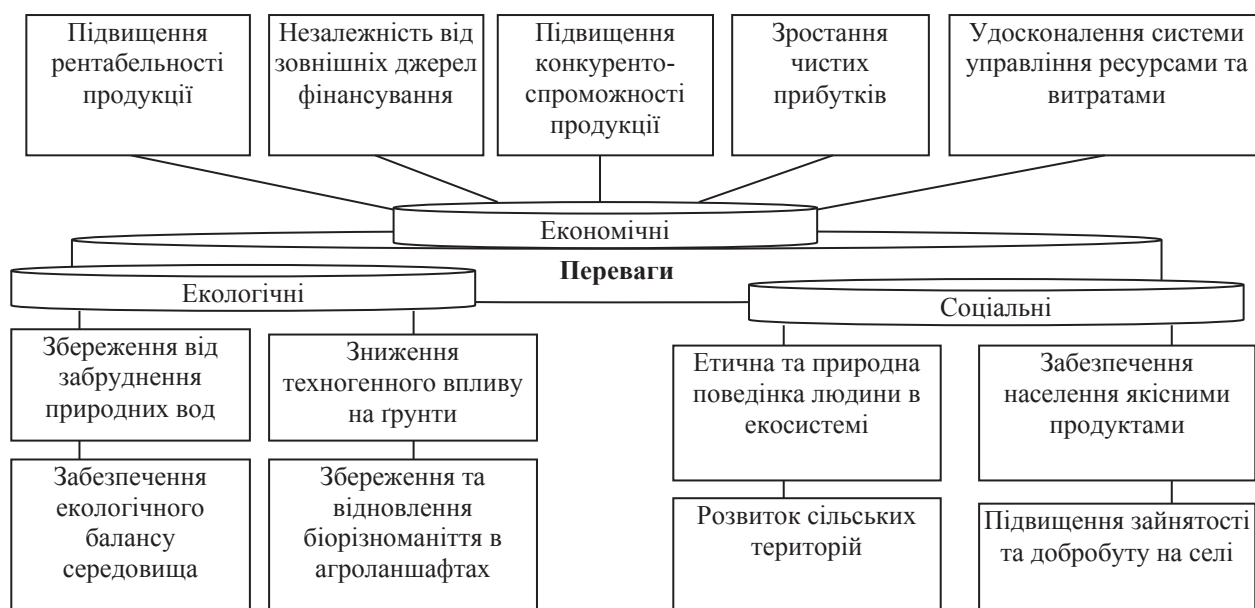 Підвищення
рентабельності
продукції
Незалежність від
зовнішніх джерел
фінансування
Підвищення
конкуренто-
спроможності
продукції
Зростання
чистих
прибутків
Удосконалення системи
управління ресурсами та
витратами
Економічні
Переваги
Екологічні
Соціальні
Збереження від
забруднення
природних вод
Зниження
техногенного впливу
на ґрунти
Етична та природна
поведінка людини в
екосистемі
Забезпечення
населення якісними
продуктами
Забезпечення
екологічного
балансу
середовища
Збереження та
відновлення
біорізноманіття в
агроланшафтах
Розвиток сільських
територій
Підвищення зайнятості
та добробуту на селі